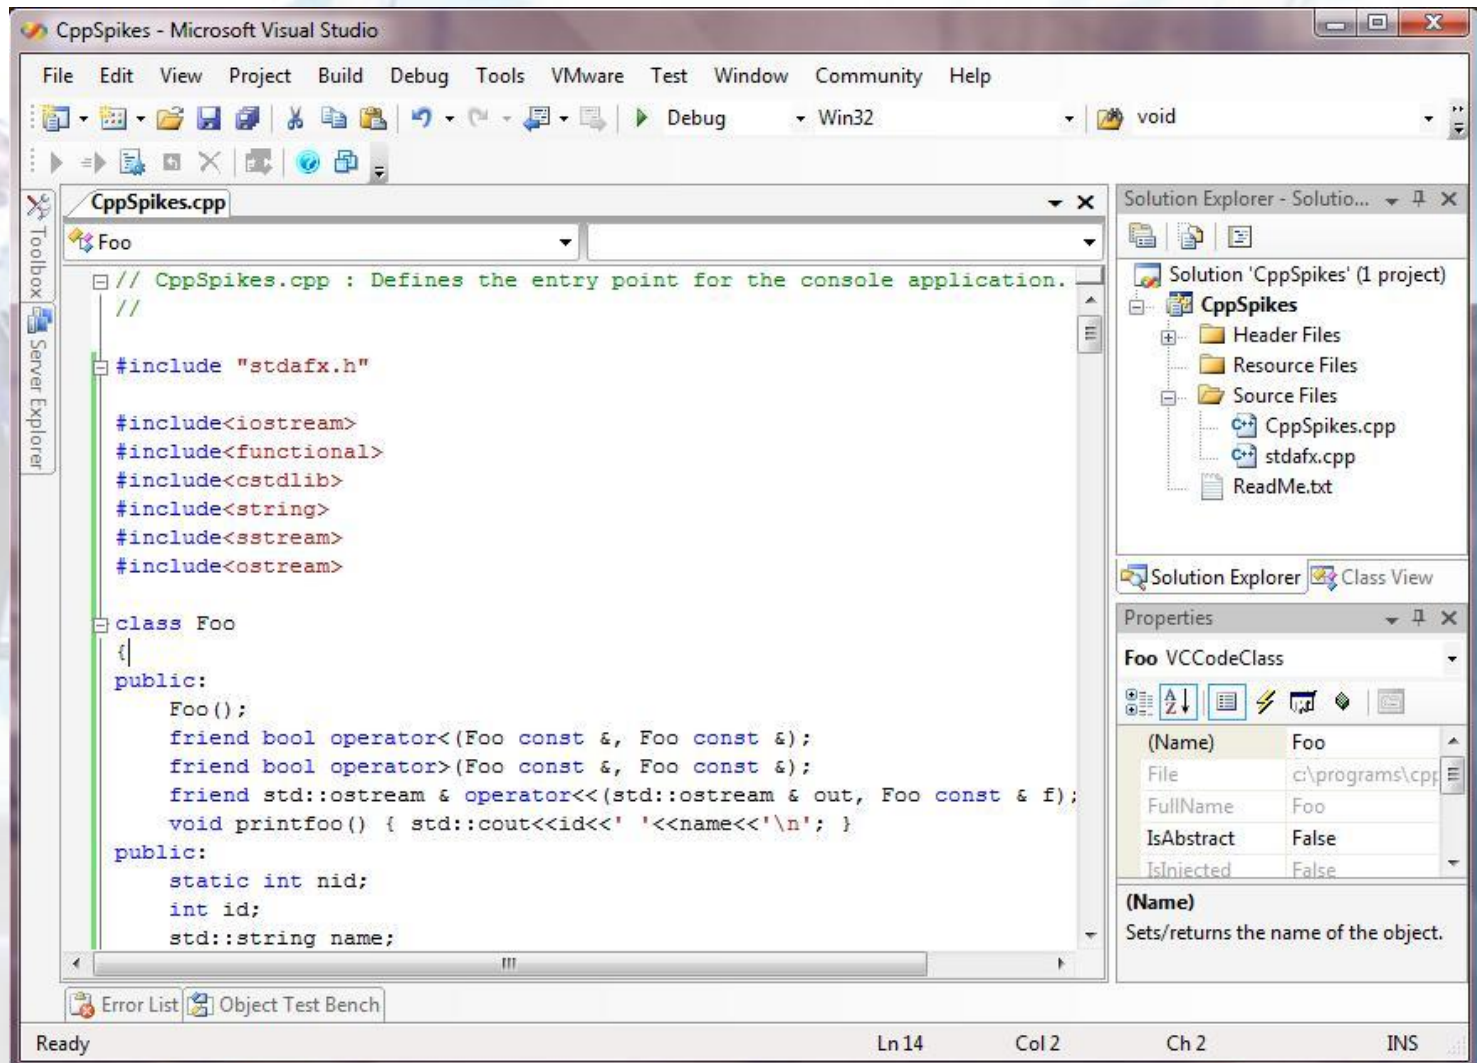 CppSpikes - Microsoft Visual Studio
File Edit View Project Build Debug Tools VMware Test Window Community Help
Debug Win32 void
Toolbox
Server Explorer
CppSpikes.cpp
Foo
// CppSpikes.cpp : Defines the entry point for the console application.
//
#include "stdafx.h"
#include<iostream>
#include<functional>
#include<cstdlib>
#include<string>
#include<sstream>
#include<ostream>
class Foo
{
public:
Foo();
friend bool operator<(Foo const &, Foo const &);
friend bool operator>(Foo const &, Foo const &);
friend std::ostream & operator<<(std::ostream & out, Foo const & f);
void printfoo() { std::cout<<id<<' '<<name<<'\n'; }
public:
static int nid;
int id;
std::string name;
Solution Explorer - Solutio...
Solution 'CppSpikes' (1 project)
CppSpikes
Header Files
Resource Files
Source Files
CppSpikes.cpp
stdafx.cpp
ReadMe.txt
Solution Explorer Class View
Properties
Foo VCCodeClass
(Name) Foo
File c:\programs\cpp
FullName Foo
IsAbstract False
IsInjected False
(Name)
Sets/returns the name of the object.
Error List Object Test Bench
Ready Ln 14 Col 2 Ch 2 INS